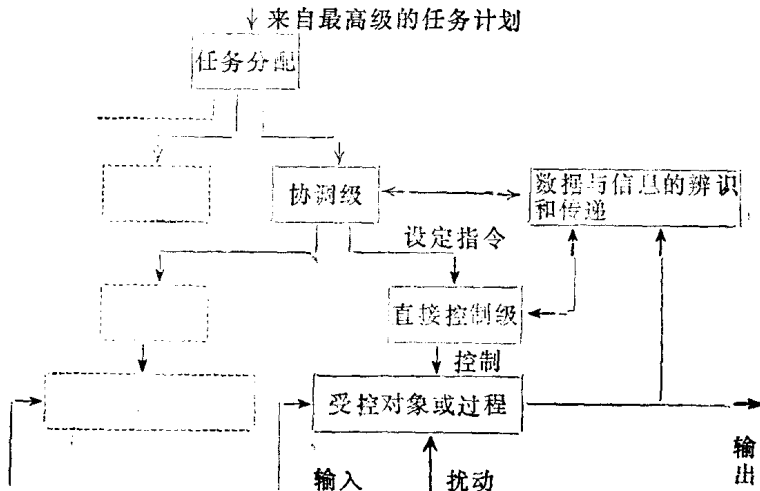 来自最高级的任务计划
任务分配
协调级
数据与信息的辨识
和传递
设定指令
直接控制级
控制
受控对象或过程
输入
扰动
输出